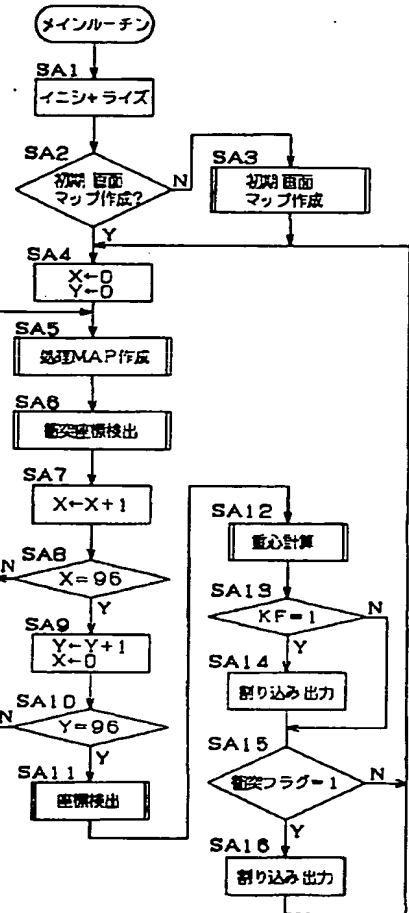 メインルーチン
SA1
イニシャライズ
SA2
初期画面
マップ作成?
N
Y
SA3
初期画面
マップ作成
SA4
X←0
Y←0
SA5
処理MAP作成
SA6
衝突座標検出
SA7
X←X+1
SA8
X=96
N
Y
SA9
Y←Y+1
X←0
SA10
Y=96
N
Y
SA11
座標検出
SA12
重心計算
SA13
KF=1
N
Y
SA14
割り込み出力
SA15
衝突フラグ=1
N
Y
SA16
割り込み出力